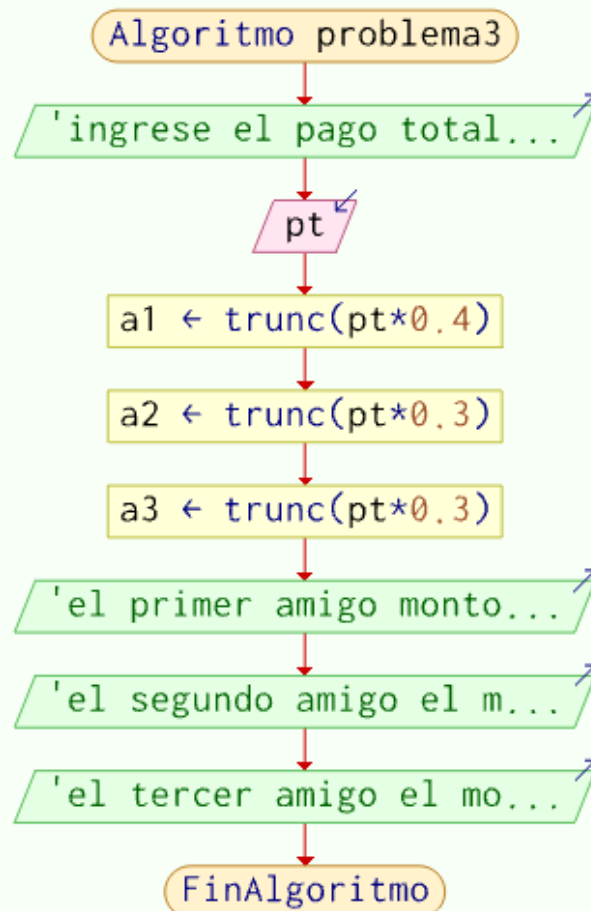 Algoritmo problema3
'ingrese el pago total...
pt
a1 ← trunc(pt*0.4)
a2 ← trunc(pt*0.3)
a3 ← trunc(pt*0.3)
'el primer amigo monto...
'el segundo amigo el m...
'el tercer amigo el mo...
FinAlgoritmo